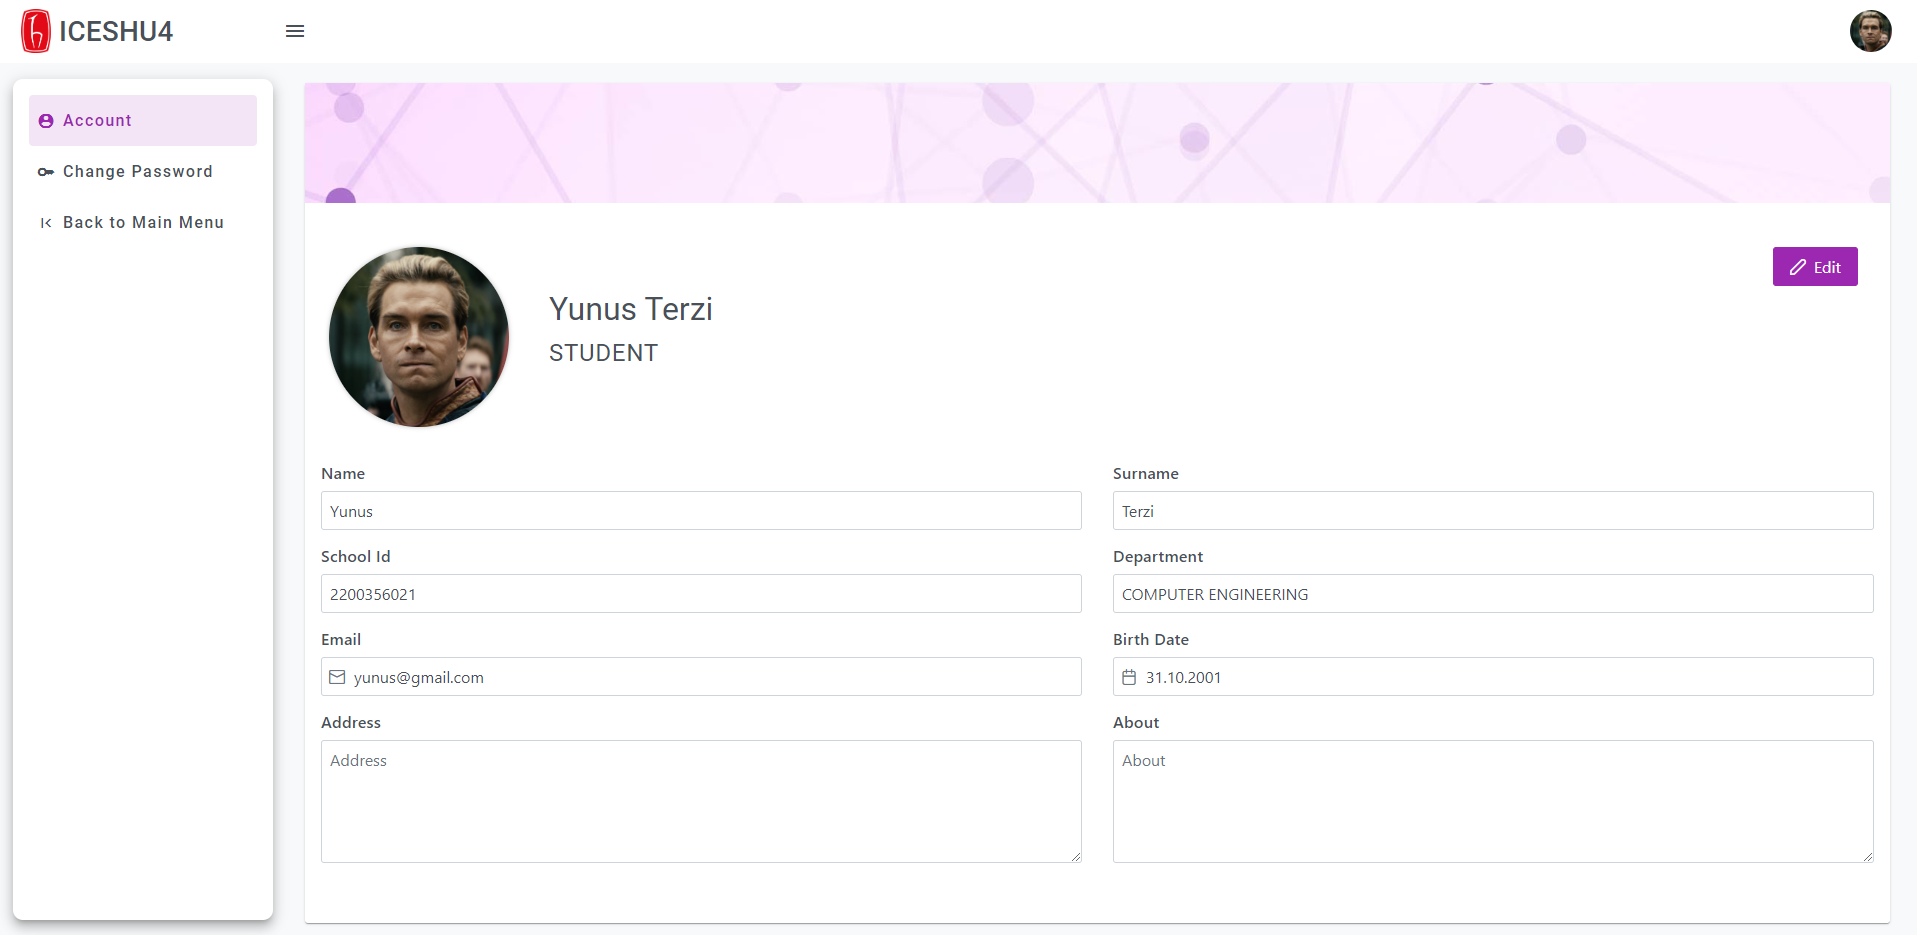 ICESHU4
Account
Change Password
Back to Main Menu
Edit
Yunus Terzi
STUDENT
Name
Surname
Yunus
Terzi
School Id
Department
2200356021
COMPUTER ENGINEERING
Email
Birth Date
yunus@gmail.com
31.10.2001
Address
About
Address
About